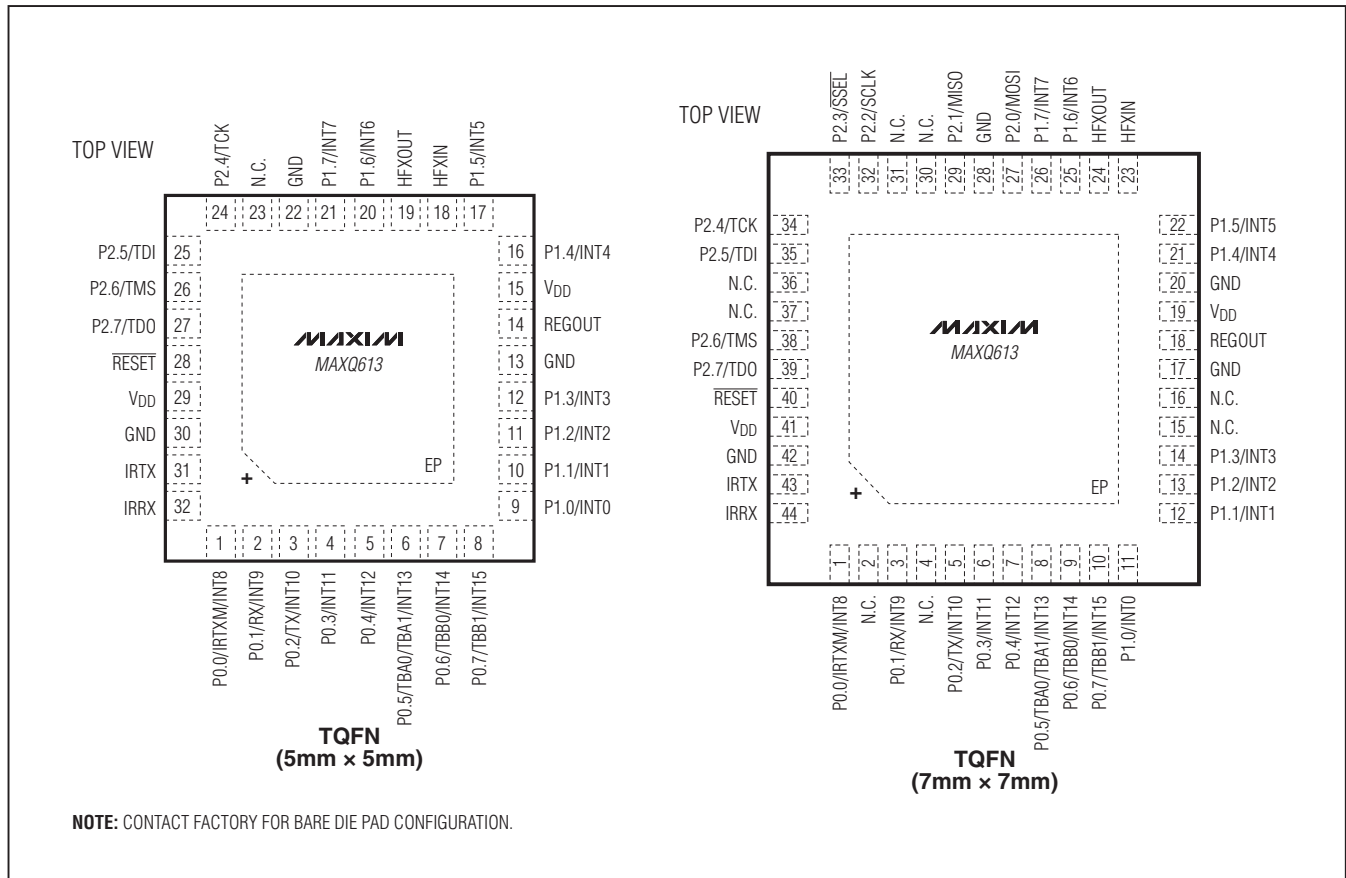 TOP VIEW
P2.4/TCK
N.C.
GND
P1.7/INT7
P1.6/INT6
HFXOUT
HFXIN
P1.5/INT5
24 23 22 21 20 19 18 17
P2.5/TDI 25
P2.6/TMS 26
P2.7/TDO 27
RESET 28
VDD 29
GND 30
IRTX 31
IRRX 32
16 P1.4/INT4
15 VDD
14 REGOUT
13 GND
12 P1.3/INT3
11 P1.2/INT2
10 P1.1/INT1
9 P1.0/INT0
MAXIM
MAXQ613
EP
+
1 2 3 4 5 6 7 8
P0.0/IRTXM/INT8
P0.1/RX/INT9
P0.2/TX/INT10
P0.3/INT11
P0.4/INT12
P0.5/TBA0/TBA1/INT13
P0.6/TBB0/INT14
P0.7/TBB1/INT15
TQFN
(5mm × 5mm)
TOP VIEW
P2.3/SSEL
P2.2/SCLK
N.C.
N.C.
P2.1/MISO
GND
P2.0/MOSI
P1.7/INT7
P1.6/INT6
HFXOUT
HFXIN
33 32 31 30 29 28 27 26 25 24 23
P2.4/TCK 34
P2.5/TDI 35
N.C. 36
N.C. 37
P2.6/TMS 38
P2.7/TDO 39
RESET 40
VDD 41
GND 42
IRTX 43
IRRX 44
22 P1.5/INT5
21 P1.4/INT4
20 GND
19 VDD
18 REGOUT
17 GND
16 N.C.
15 N.C.
14 P1.3/INT3
13 P1.2/INT2
12 P1.1/INT1
MAXIM
MAXQ613
EP
+
1 2 3 4 5 6 7 8 9 10 11
P0.0/IRTXM/INT8
N.C.
P0.1/RX/INT9
N.C.
P0.2/TX/INT10
P0.3/INT11
P0.4/INT12
P0.5/TBA0/TBA1/INT13
P0.6/TBB0/INT14
P0.7/TBB1/INT15
P1.0/INT0
TQFN
(7mm × 7mm)
NOTE: CONTACT FACTORY FOR BARE DIE PAD CONFIGURATION.